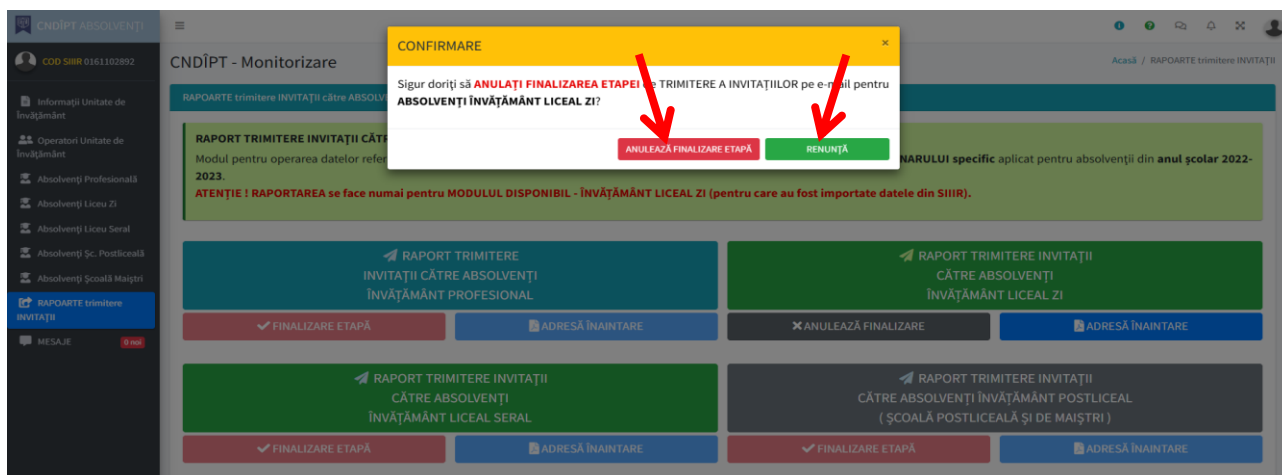 CNDÎPT ABSOLVENȚI
COD SIIIR 0161102892
Informații Unitate de
Învățământ
Operatori Unitate de
Învățământ
Absolvenți Profesională
Absolvenți Liceu Zi
Absolvenți Liceu Seral
Absolvenți Șc. Postliceală
Absolvenți Școală Maiștri
RAPOARTE trimitere
INVITAȚII
MESAJE 0 noi
CNDÎPT - Monitorizare
Acasă / RAPOARTE trimitere INVITAȚII
RAPOARTE trimitere INVITAȚII către ABSOLV
CONFIRMARE ×
Sigur doriți să ANULAȚI FINALIZAREA ETAPEI de TRIMITERE A INVITAȚIILOR pe e-mail pentru
ABSOLVENȚI ÎNVĂȚĂMÂNT LICEAL ZI?
ANULEAZĂ FINALIZARE ETAPĂ RENUNȚĂ
RAPORT TRIMITERE INVITAȚII CĂT
Modul pentru operarea datelor refer NARULUI specific aplicat pentru absolvenții din anul școlar 2022-
2023.
ATENȚIE ! RAPORTAREA se face numai pentru MODULUL DISPONIBIL - ÎNVĂȚĂMÂNT LICEAL ZI (pentru care au fost importate datele din SIIIR).
RAPORT TRIMITERE
INVITAȚII CĂTRE ABSOLVENȚI
ÎNVĂȚĂMÂNT PROFESIONAL
FINALIZARE ETAPĂ ADRESĂ ÎNAINTARE
RAPORT TRIMITERE INVITAȚII
CĂTRE ABSOLVENȚI
ÎNVĂȚĂMÂNT LICEAL ZI
ANULEAZĂ FINALIZARE ADRESĂ ÎNAINTARE
RAPORT TRIMITERE INVITAȚII
CĂTRE ABSOLVENȚI
ÎNVĂȚĂMÂNT LICEAL SERAL
FINALIZARE ETAPĂ ADRESĂ ÎNAINTARE
RAPORT TRIMITERE INVITAȚII
CĂTRE ABSOLVENȚI ÎNVĂȚĂMÂNT POSTLICEAL
( ȘCOALĂ POSTLICEALĂ ȘI DE MAIȘTRI )
FINALIZARE ETAPĂ ADRESĂ ÎNAINTARE